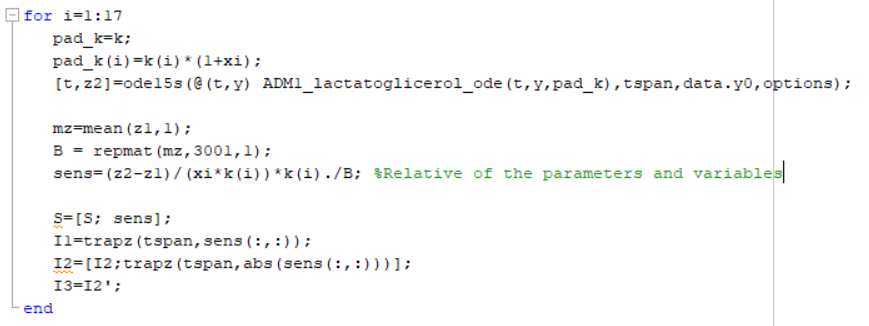 for i=1:17
pad_k=k;
pad_k(i)=k(i)*(1+xi);
[t,z2]=ode15s(@(t,y) ADM1_lactatoglicerol_ode(t,y,pad_k),tspan,data.y0,options);
mz=mean(z1,1);
B = repmat(mz,3001,1);
sens=(z2-z1)/(xi*k(i))*k(i)./B; %Relative of the parameters and variables
S=[S; sens];
I1=trapz(tspan,sens(:,:));
I2=[I2;trapz(tspan,abs(sens(:,:)))];
I3=I2';
end